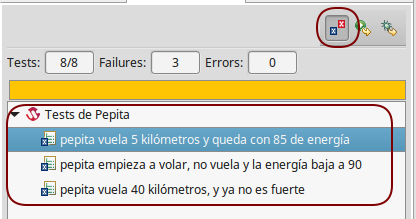 Tests: 8/8 Failures: 3 Errors: 0
Tests de Pepita
pepita vuela 5 kilómetros y queda con 85 de energía
pepita empieza a volar, no vuela y la energía baja a 90
pepita vuela 40 kilómetros, y ya no es fuerte